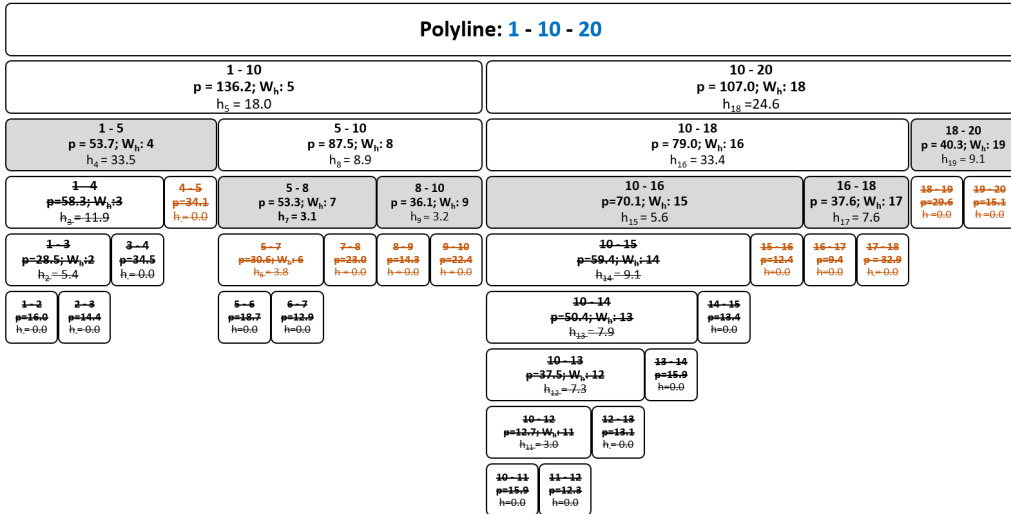 Polyline: 1 - 10 - 20
1 - 10
p = 136.2; Wh: 5
h5 = 18.0
10 - 20
p = 107.0; Wh: 18
h18 =24.6
1 - 5
p = 53.7; Wh: 4
h4 = 33.5
5 - 10
p = 87.5; Wh: 8
h8 = 8.9
10 - 18
p = 79.0; Wh: 16
h16 = 33.4
18 - 20
p = 40.3; Wh: 19
h19 = 9.1
1 - 4
p=58.3; Wh:3
h3 = 11.9
4 - 5
p=34.1
h = 0.0
5 - 8
p = 53.3; Wh: 7
h7 = 3.1
8 - 10
p = 36.1; Wh: 9
h9 = 3.2
10 - 16
p=70.1; Wh: 15
h15 = 5.6
16 - 18
p = 37.6; Wh: 17
h17 = 7.6
18 - 19
p=29.6
h =0.0
19 - 20
p=15.1
h=0.0
1 - 3
p=28.5; Wh:2
h2 = 5.4
3 - 4
p=34.5
h = 0.0
5 - 7
p=30.6; Wh: 6
h6 = 3.8
7 - 8
p=23.0
h = 0.0
8 - 9
p=14.3
h = 0.0
9 - 10
p=22.4
h = 0.0
10 - 15
p=59.4; Wh: 14
h14 = 9.1
15 - 16
p=12.4
h=0.0
16 - 17
p=9.4
h=0.0
17 - 18
p = 32.9
h = 0.0
1 - 2
p=16.0
h = 0.0
2 - 3
p=14.4
h = 0.0
5 - 6
p=18.7
h=0.0
6 - 7
p=12.9
h=0.0
10 - 14
p=50.4; Wh: 13
h13 = 7.9
14 - 15
p=13.4
h=0.0
10 - 13
p=37.5; Wh: 12
h12 = 7.3
13 - 14
p=15.9
h=0.0
10 - 12
p=12.7; Wh: 11
h11 = 3.0
12 - 13
p=13.1
h = 0.0
10 - 11
p=15.9
h=0.0
11 - 12
p=12.3
h=0.0